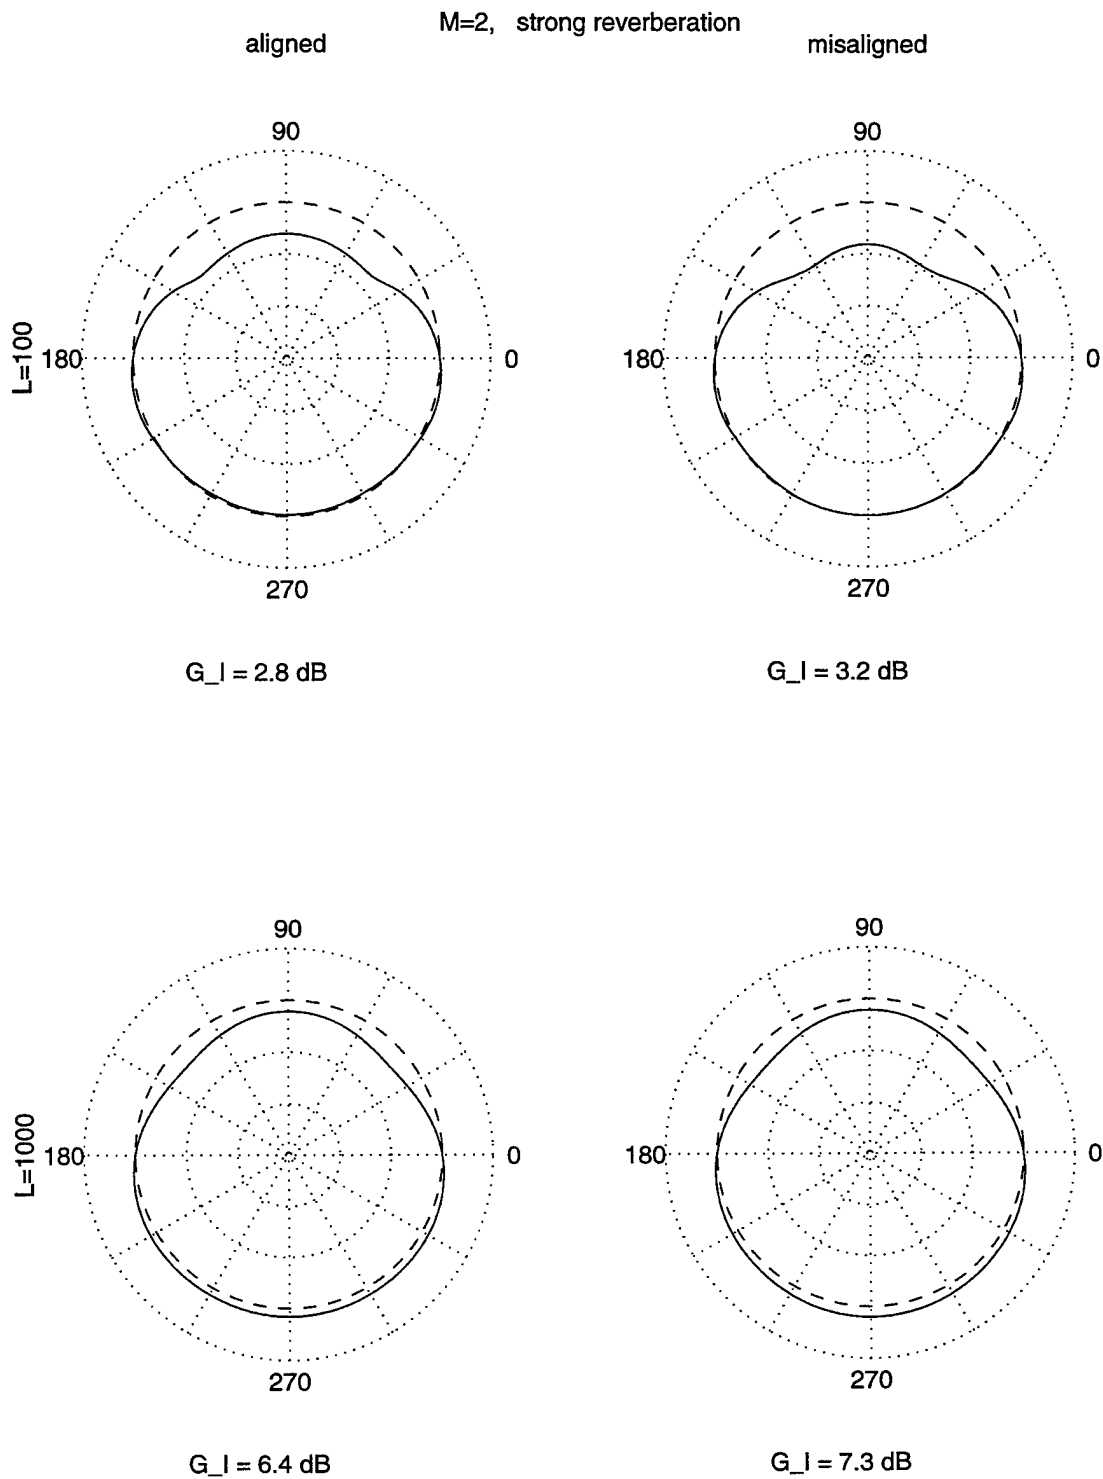 M=2, strong reverberation
aligned
misaligned
90
90
L=100
180
0
180
0
270
270
G_I = 2.8 dB
G_I = 3.2 dB
90
90
L=1000
180
0
180
0
270
270
G_I = 6.4 dB
G_I = 7.3 dB